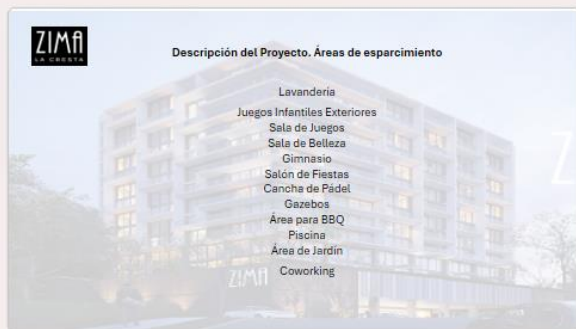 ZIMA
LA CRESTA
Descripción del Proyecto. Áreas de esparcimiento
Lavandería
Juegos Infantiles Exteriores
Sala de Juegos
Sala de Belleza
Gimnasio
Salón de Fiestas
Cancha de Pádel
Gazebos
Área para BBQ
Piscina
Área de Jardín
Coworking
ZIMA